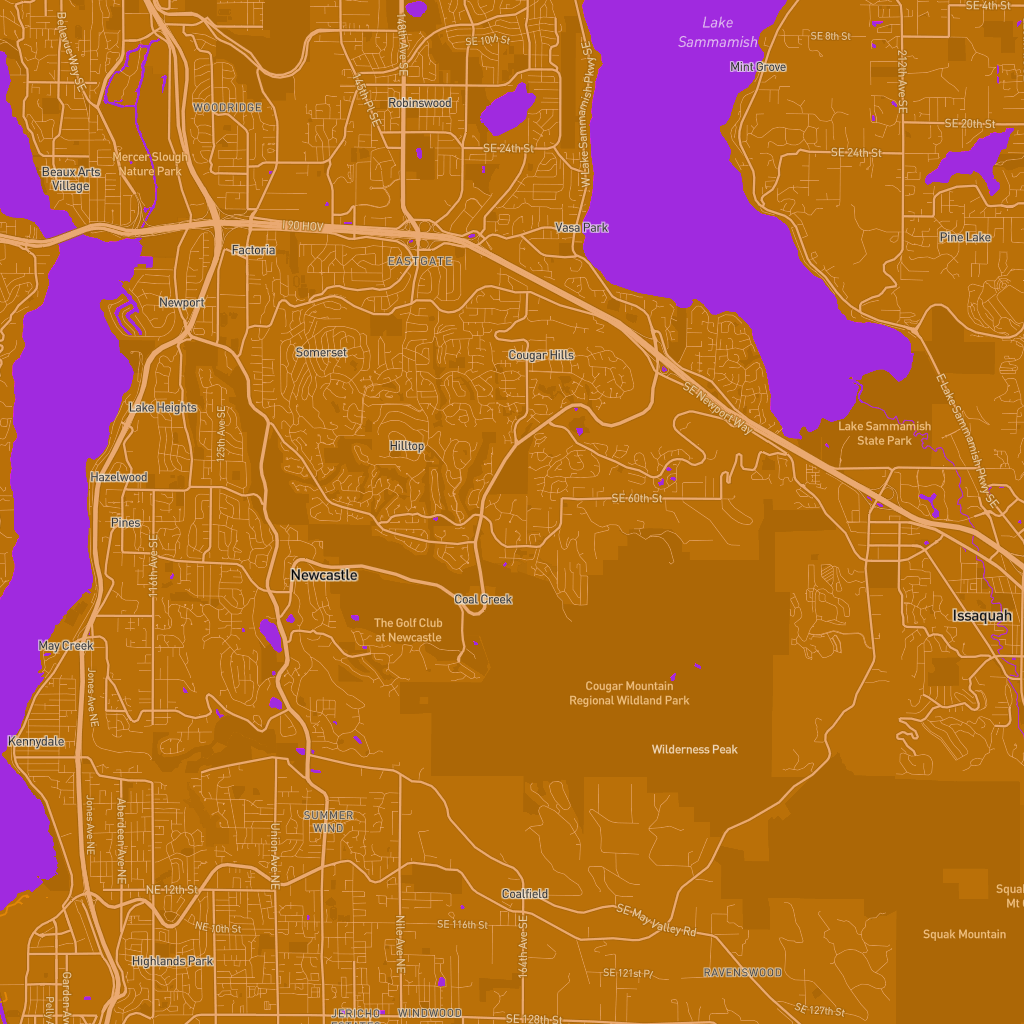 Lake
Sammamish
SE 4th St
SE 8th St
SE 10th St
148th Ave SE
Bellevue Way SE
145th Pl SE
W Lake Sammamish Pkwy SE
Mint Grove
212th Ave SE
WOODRIDGE
Robinswood
SE 20th St
SE 24th St
SE 24th St
Mercer Slough
Nature Park
Beaux Arts
Village
I 90 HOV
Vasa Park
Pine Lake
Factoria
EASTGATE
Newport
Somerset
Cougar Hills
SE Newport Way
E Lake Sammamish Pkwy SE
Lake Heights
125th Ave SE
Lake Sammamish
State Park
Hilltop
Hazelwood
SE 60th St
Pines
116th Ave SE
Newcastle
Coal Creek
The Golf Club
at Newcastle
Issaquah
May Creek
Jones Ave NE
Cougar Mountain
Regional Wildland Park
Kennydale
Wilderness Peak
Jones Ave NE
Aberdeen Ave NE
Union Ave NE
SUMMER
WIND
NE 12th St
Coalfield
NE 10th St
Nile Ave NE
SE 116th St
164th Ave SE
SE May Valley Rd
Squak Mountain
Highlands Park
SE 121st Pl
RAVENSWOOD
Garden Av
JERICHO
WINDWOOD
SE 128th St
SE 127th St